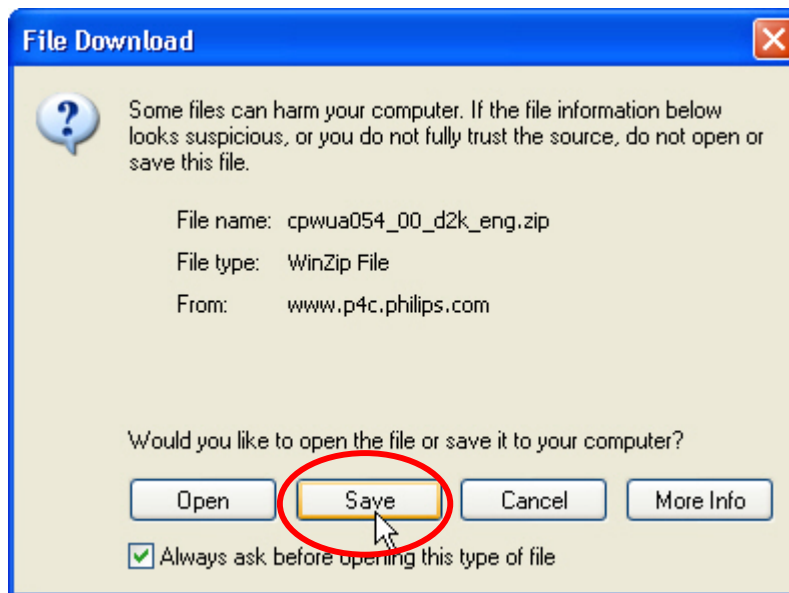 File Download
Some files can harm your computer. If the file information below
looks suspicious, or you do not fully trust the source, do not open or
save this file.
File name: cpwua054_00_d2k_eng.zip
File type: WinZip File
From: www.p4c.philips.com
Would you like to open the file or save it to your computer?
Open Save Cancel More Info
Always ask before opening this type of file